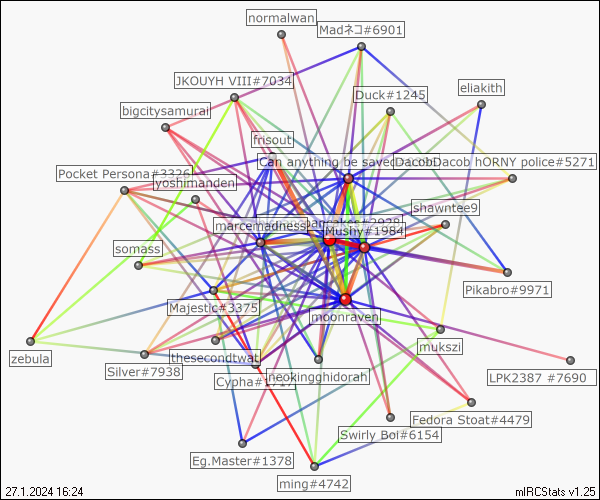 normalwan
Madネコ#6901
JKOUYH VIII#7034
Duck#1245
eliakith
bigcitysamurai
frisout
Can anything be saved
DacobDacob hORNY police#5271
Pocket Persona#3326
yoshimanden
shawntee9
marcemadness
Mushy#1984
somass
Pikabro#9971
Majestic#3375
moonraven
mukszi
zebula
thesecondtwat
Silver#7938
neokingghidorah
LPK2387 #7690
Fedora Stoat#4479
Swirly Boi#6154
Eg.Master#1378
ming#4742
27.1.2024 16:24
mIRCStats v1.25